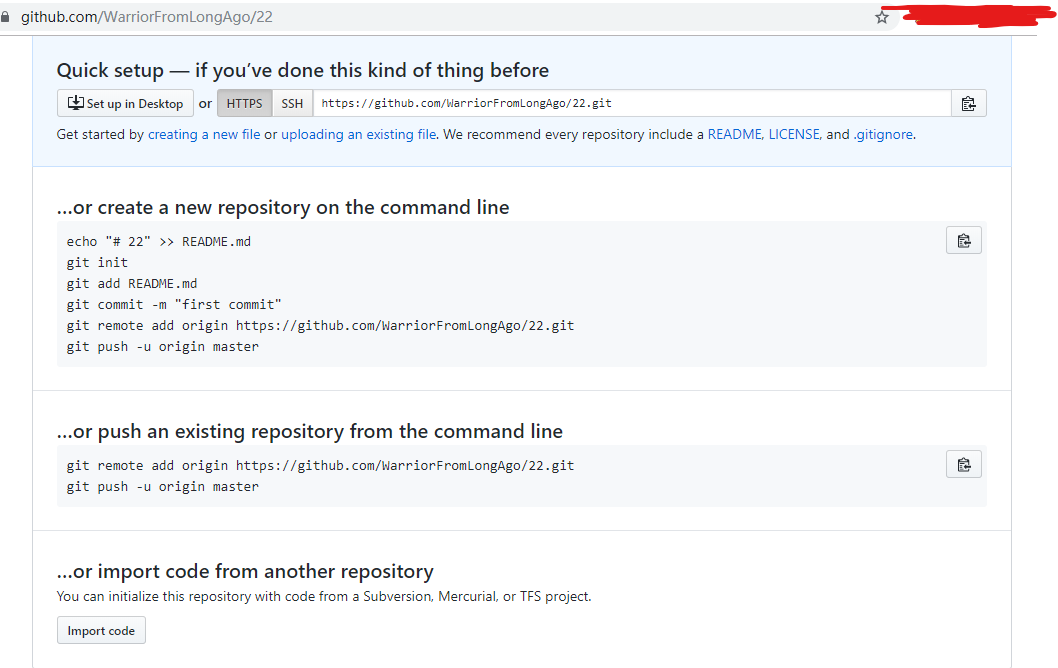 github.com/WarriorFromLongAgo/22
Quick setup — if you’ve done this kind of thing before
Set up in Desktop or HTTPS SSH https://github.com/WarriorFromLongAgo/22.git
Get started by creating a new file or uploading an existing file. We recommend every repository include a README, LICENSE, and .gitignore.
…or create a new repository on the command line
echo "# 22" >> README.md
git init
git add README.md
git commit -m "first commit"
git remote add origin https://github.com/WarriorFromLongAgo/22.git
git push -u origin master
…or push an existing repository from the command line
git remote add origin https://github.com/WarriorFromLongAgo/22.git
git push -u origin master
…or import code from another repository
You can initialize this repository with code from a Subversion, Mercurial, or TFS project.
Import code